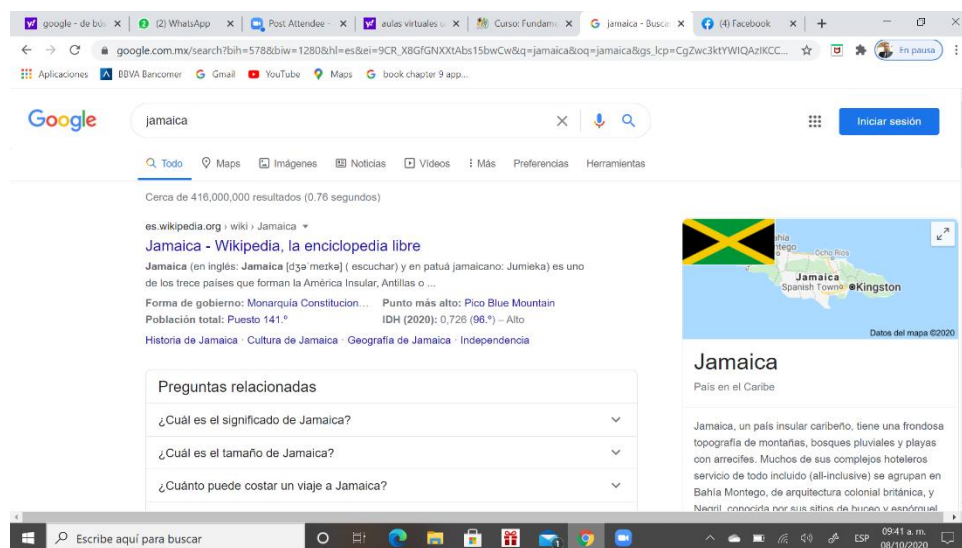 google - de bús
(2) WhatsApp
Post Attendee -
aulas virtuales u
Curso: Fundame
jamaica - Busca
(4) Facebook
google.com.mx/search?bih=578&biw=1280&hl=es&ei=9CR_X8GfGNXXtAbs15bwCw&q=jamaica&oq=jamaica&gs_lcp=CgZwc3ktYWIQAzIKCC...
En pausa
Aplicaciones
BBVA Bancomer
Gmail
YouTube
Maps
book chapter 9 app...
Google
jamaica
Iniciar sesión
Todo Maps Imágenes Noticias Vídeos Más Preferencias Herramientas
Cerca de 416,000,000 resultados (0.76 segundos)
es.wikipedia.org › wiki › Jamaica
Jamaica - Wikipedia, la enciclopedia libre
Jamaica (en inglés: Jamaica [dʒəˈmeɪkə] ( escuchar) y en patuá jamaicano: Jumieka) es uno
de los trece países que forman la América Insular, Antillas o ...
Forma de gobierno: Monarquía Constitucion... Punto más alto: Pico Blue Mountain
Población total: Puesto 141.º IDH (2020): 0,726 (96.º) – Alto
Historia de Jamaica · Cultura de Jamaica · Geografía de Jamaica · Independencia
Preguntas relacionadas
¿Cuál es el significado de Jamaica?
¿Cuál es el tamaño de Jamaica?
¿Cuánto puede costar un viaje a Jamaica?
Ocho Rios
Jamaica
Spanish Town
Kingston
Datos del mapa ©2020
Jamaica
País en el Caribe
Jamaica, un país insular caribeño, tiene una frondosa
topografía de montañas, bosques pluviales y playas
con arrecifes. Muchos de sus complejos hoteleros
servicio de todo incluido (all-inclusive) se agrupan en
Bahía Montego, de arquitectura colonial británica, y
Negril, conocida por sus sitios de buceo y esnórquel
Escribe aquí para buscar
ESP
09:41 a. m.
08/10/2020